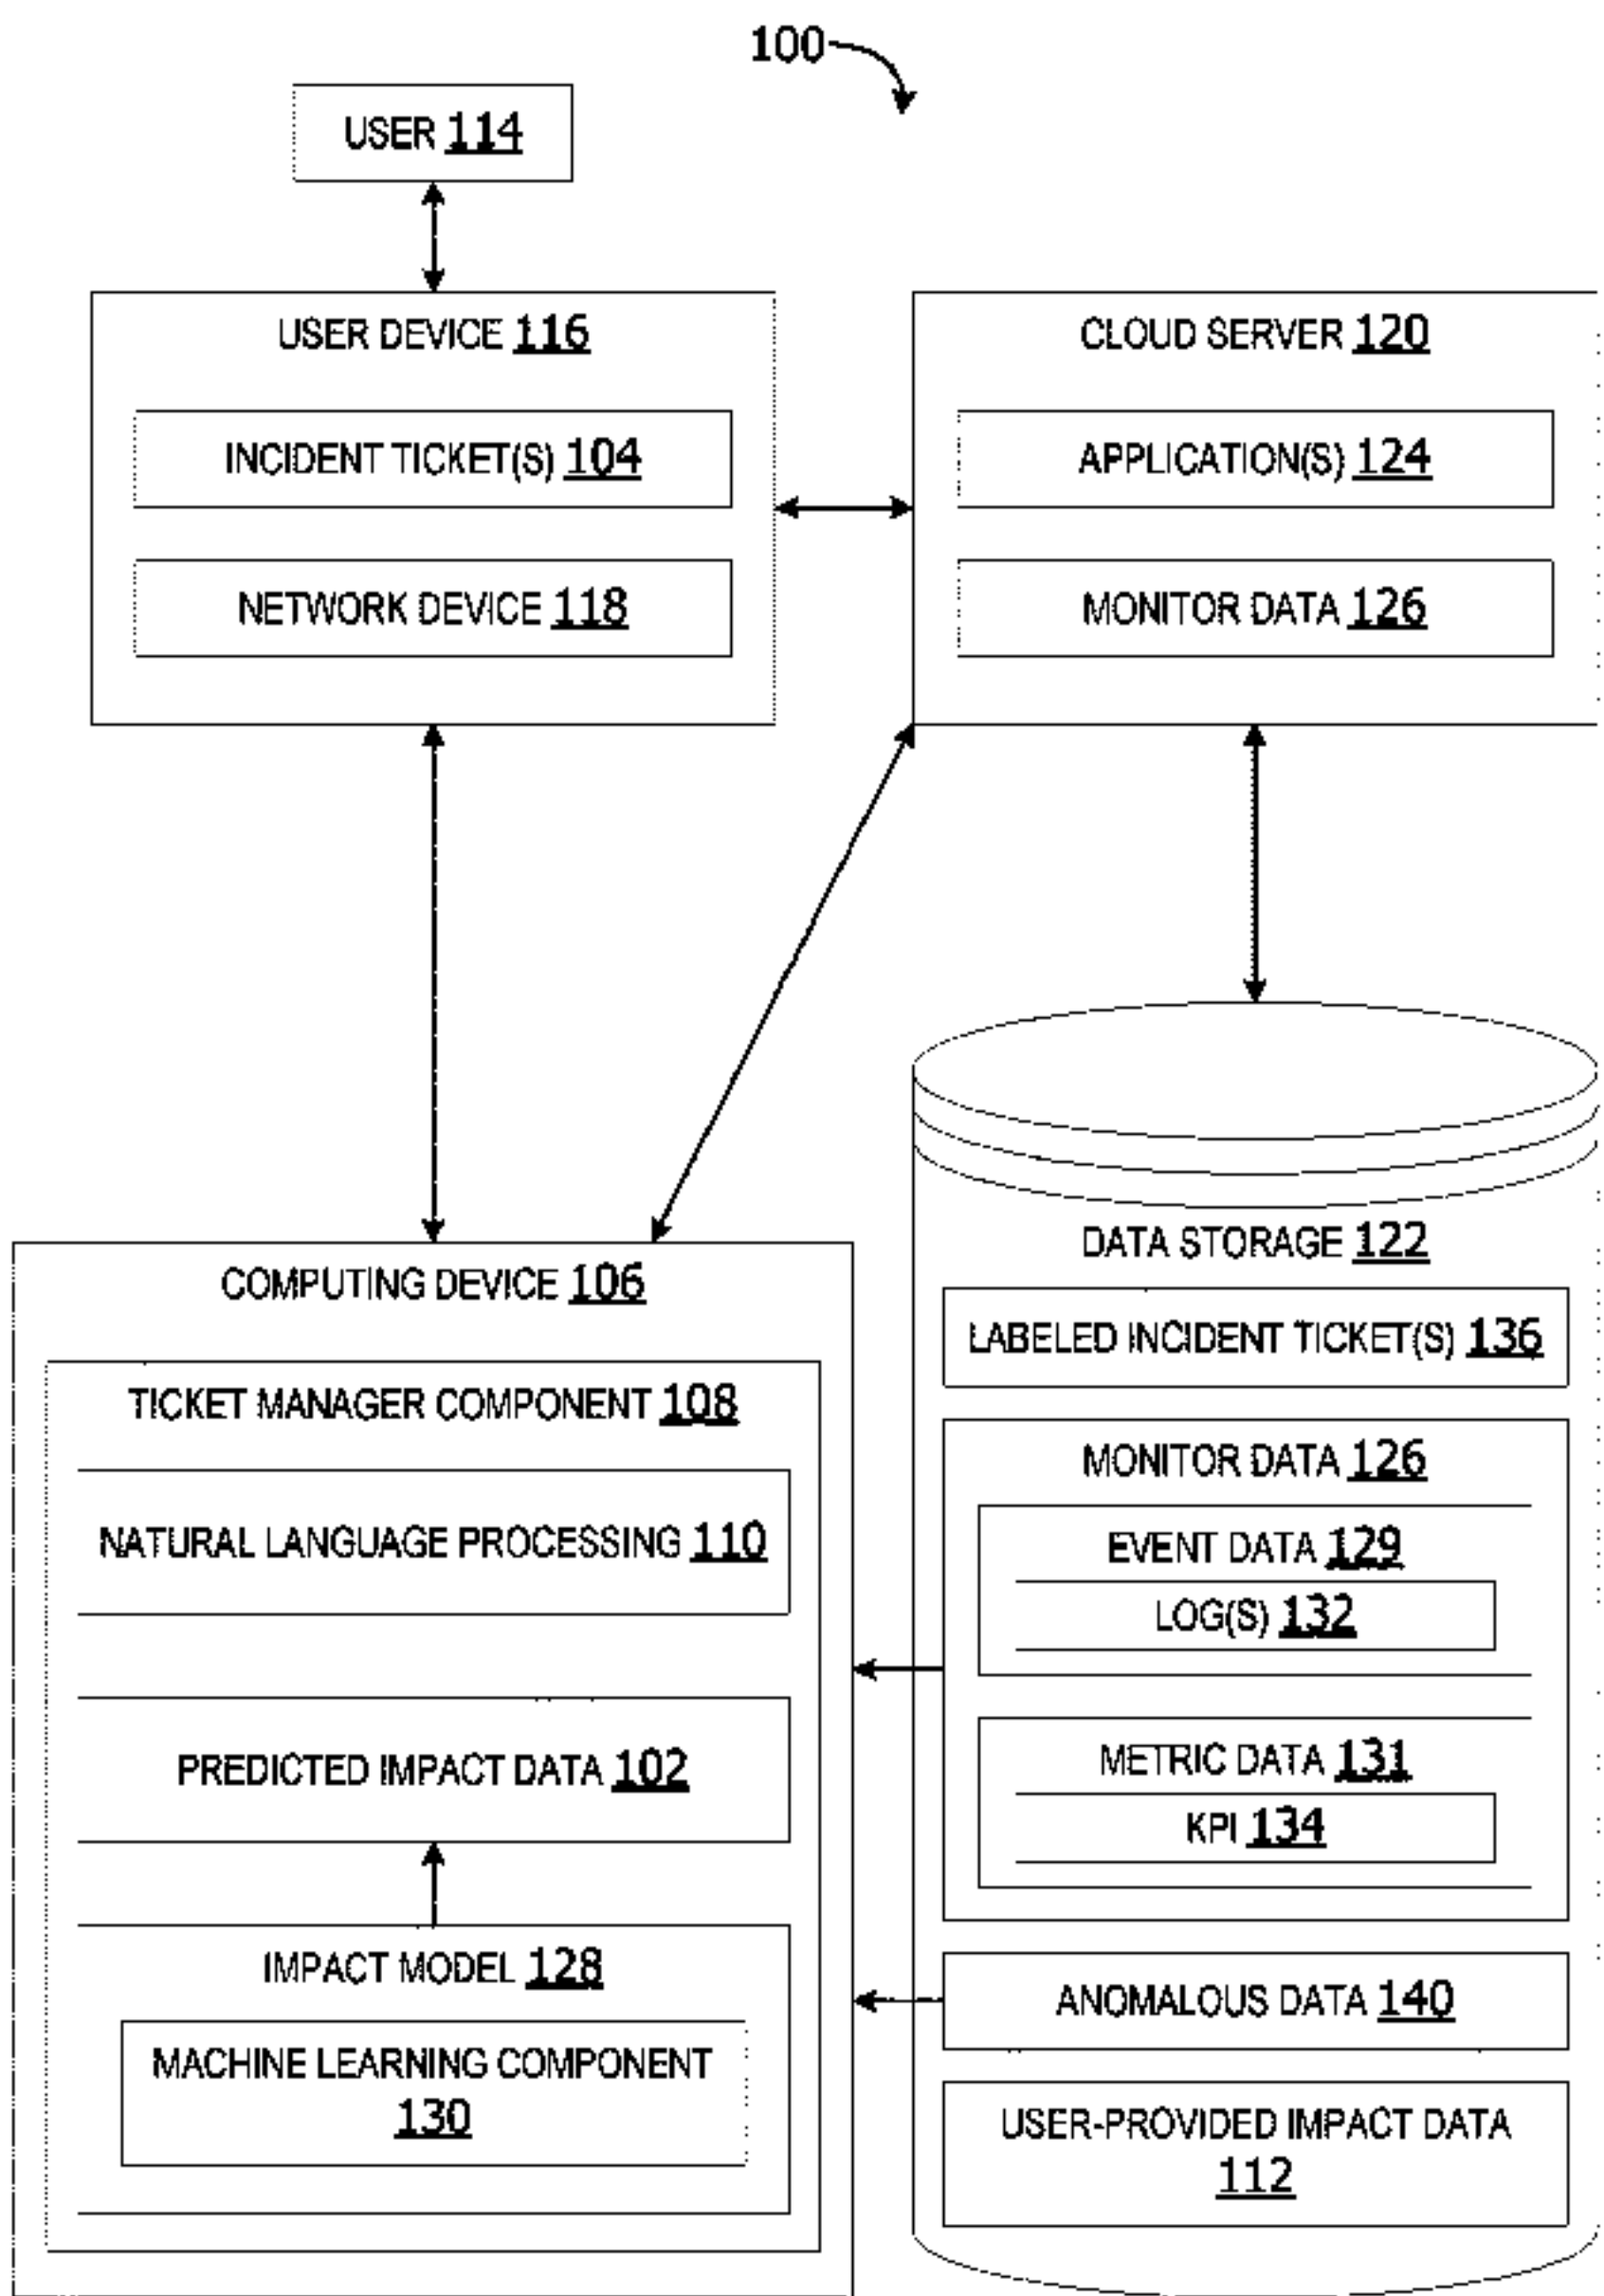 100
USER 114
USER DEVICE 116
INCIDENT TICKET(S) 104
NETWORK DEVICE 118
CLOUD SERVER 120
APPLICATION(S) 124
MONITOR DATA 126
COMPUTING DEVICE 106
TICKET MANAGER COMPONENT 108
NATURAL LANGUAGE PROCESSING 110
PREDICTED IMPACT DATA 102
IMPACT MODEL 128
MACHINE LEARNING COMPONENT
130
DATA STORAGE 122
LABELED INCIDENT TICKET(S) 136
MONITOR DATA 126
EVENT DATA 129
LOG(S) 132
METRIC DATA 131
KPI 134
ANOMALOUS DATA 140
USER-PROVIDED IMPACT DATA
112